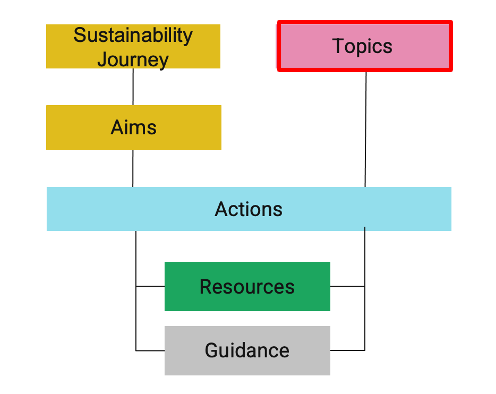 Sustainability
Journey
Topics
Aims
Actions
Resources
Guidance